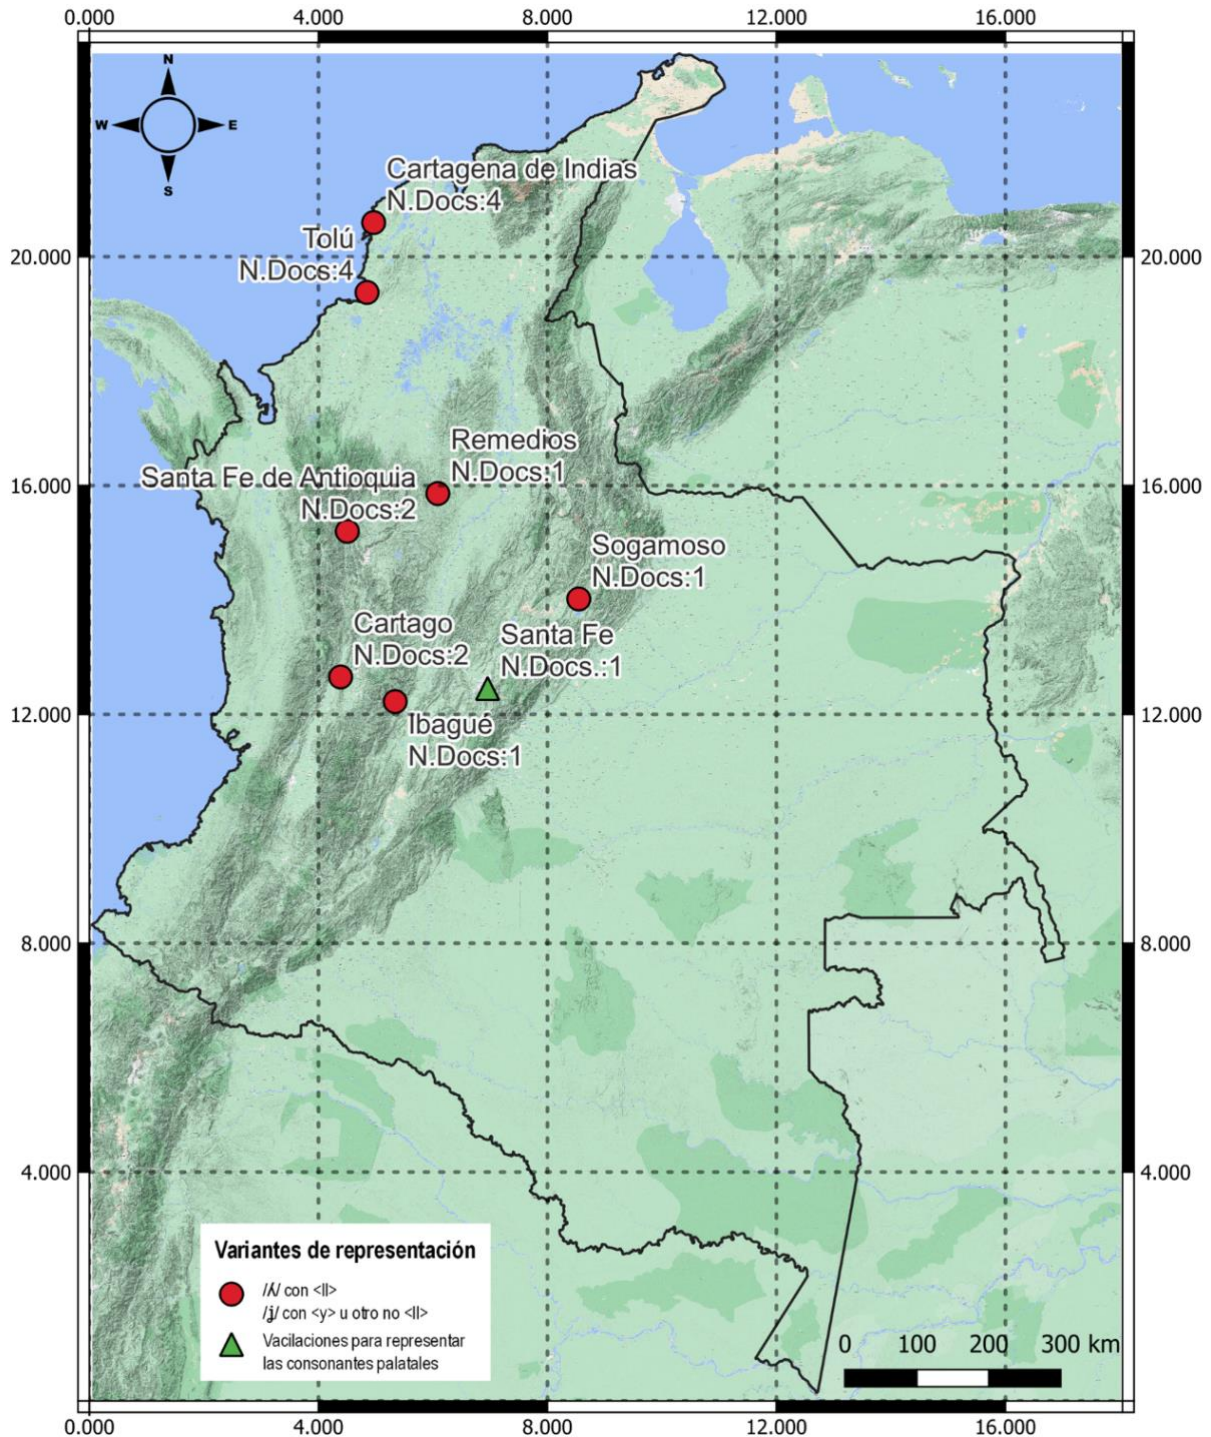 0.000 4.000 8.000 12.000 16.000
N
W E
S
Cartagena de Indias
N.Docs:4
Tolú
N.Docs:4
20.000 20.000
Remedios
N.Docs:1
Santa Fe de Antioquia
N.Docs:2
16.000 16.000
Sogamoso
N.Docs:1
Cartago
N.Docs:2
Santa Fe
N.Docs.:1
12.000 12.000
Ibagué
N.Docs:1
8.000 8.000
4.000 4.000
Variantes de representación
/ʎ/ con <ll>
/ʝ̞/ con <y> u otro no <ll>
Vacilaciones para representar
las consonantes palatales
0 100 200 300 km
0.000 4.000 8.000 12.000 16.000